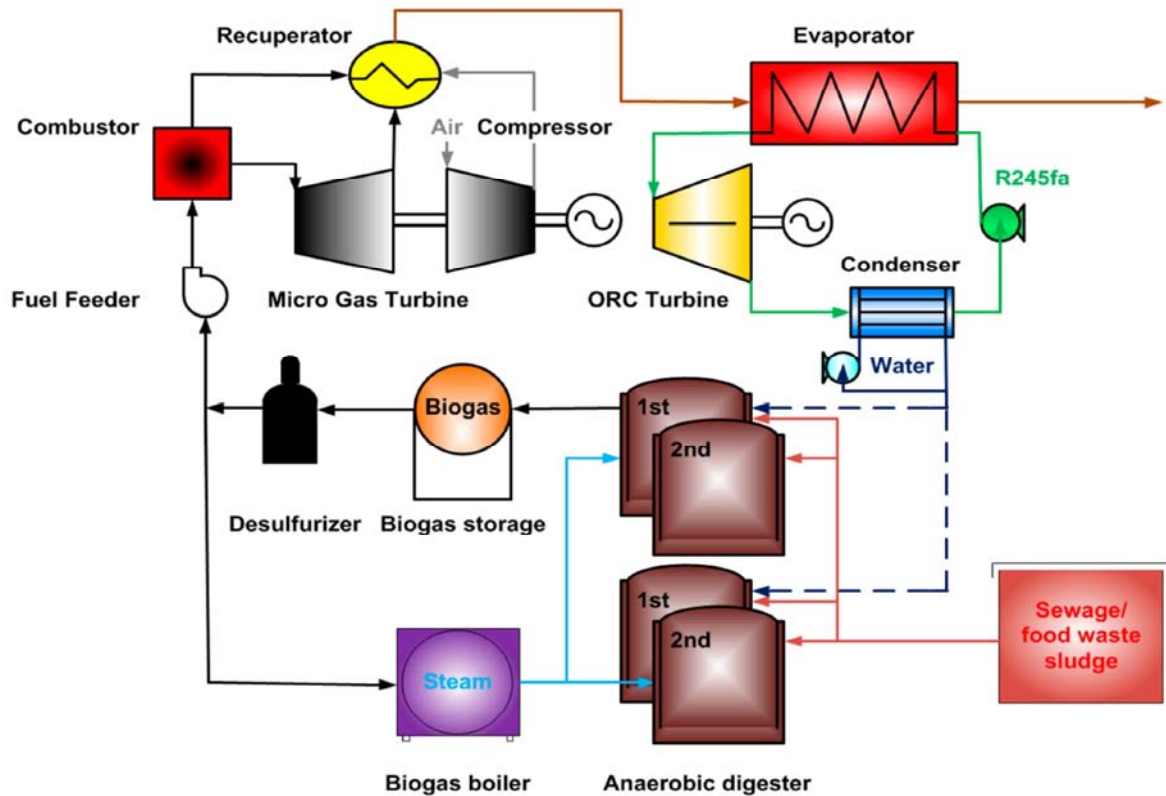 Recuperator
Evaporator
Combustor
Air
Compressor
R245fa
Fuel Feeder
Micro Gas Turbine
ORC Turbine
Condenser
Water
Biogas
1st
2nd
Desulfurizer
Biogas storage
1st
2nd
Sewage/
food waste
sludge
Steam
Biogas boiler
Anaerobic digester